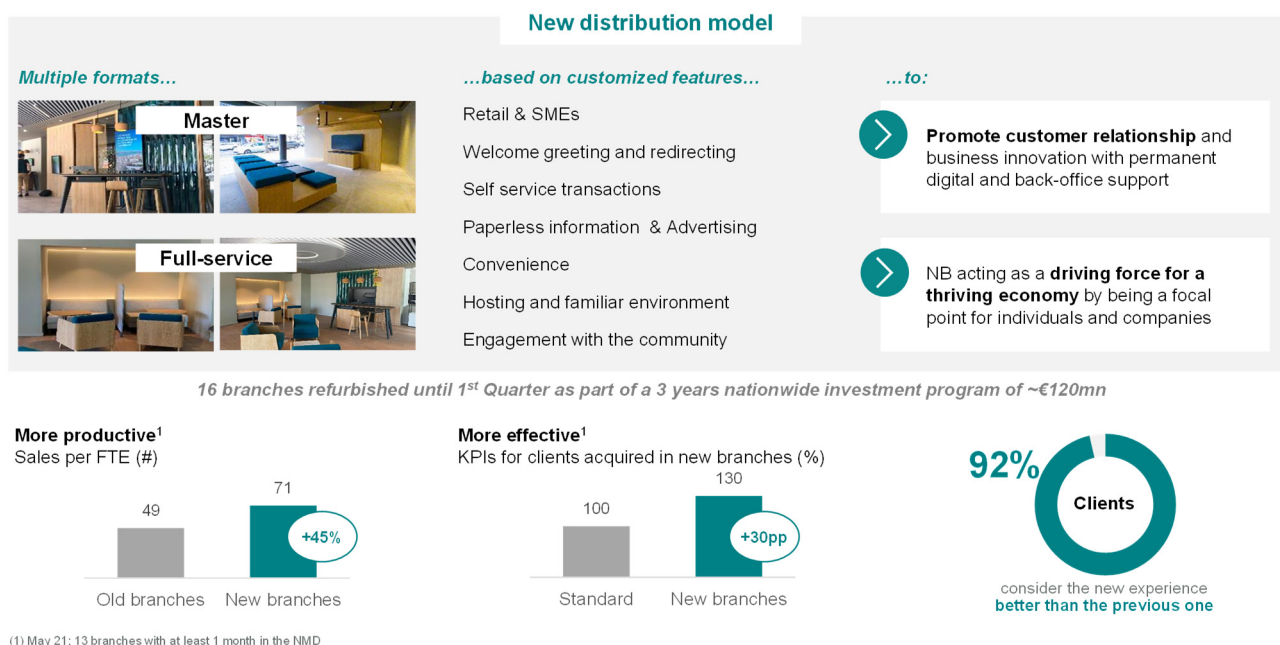 New distribution model
Multiple formats…
Master
Full-service
…based on customized features…
Retail & SMEs
Welcome greeting and redirecting
Self service transactions
Paperless information & Advertising
Convenience
Hosting and familiar environment
Engagement with the community
…to:
Promote customer relationship and
business innovation with permanent
digital and back-office support
NB acting as a driving force for a
thriving economy by being a focal
point for individuals and companies
16 branches refurbished until 1st Quarter as part of a 3 years nationwide investment program of ~€120mn
More productive1
Sales per FTE (#)
49
71
+45%
Old branches
New branches
More effective1
KPIs for clients acquired in new branches (%)
100
130
+30pp
Standard
New branches
92%
Clients
consider the new experience
better than the previous one
(1) May 21; 13 branches with at least 1 month in the NMD